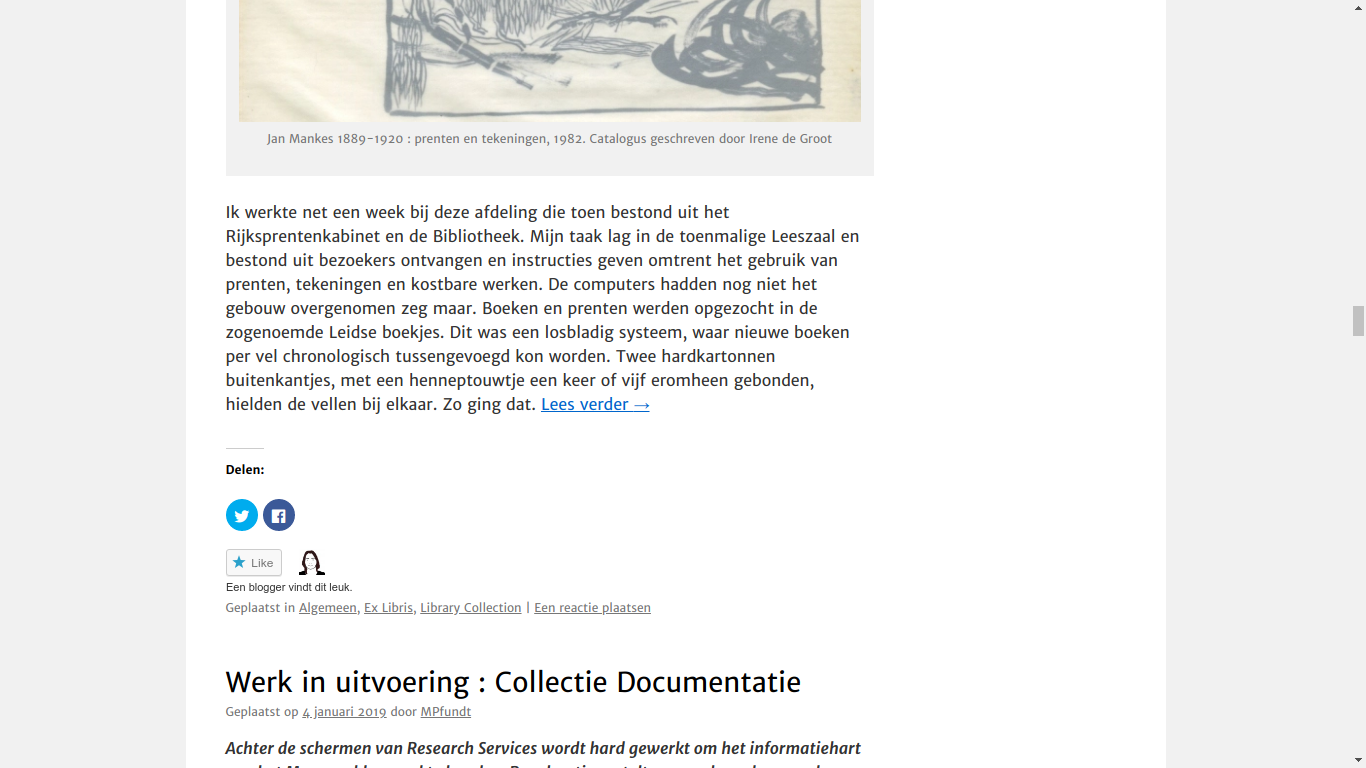 Jan Mankes 1889-1920 : prenten en tekeningen, 1982. Catalogus geschreven door Irene de Groot
Ik werkte net een week bij deze afdeling die toen bestond uit het
Rijksprentenkabinet en de Bibliotheek. Mijn taak lag in de toenmalige Leeszaal en
bestond uit bezoekers ontvangen en instructies geven omtrent het gebruik van
prenten, tekeningen en kostbare werken. De computers hadden nog niet het
gebouw overgenomen zeg maar. Boeken en prenten werden opgezocht in de
zogenoemde Leidse boekjes. Dit was een losbladig systeem, waar nieuwe boeken
per vel chronologisch tussengevoegd kon worden. Twee hardkartonnen
buitenkantjes, met een henneptouwtje een keer of vijf eromheen gebonden,
hielden de vellen bij elkaar. Zo ging dat. Lees verder →
Delen:
Like
Een blogger vindt dit leuk.
Geplaatst in Algemeen, Ex Libris, Library Collection | Een reactie plaatsen
Werk in uitvoering : Collectie Documentatie
Geplaatst op 4 januari 2019 door MPfundt
Achter de schermen van Research Services wordt hard gewerkt om het informatiehart